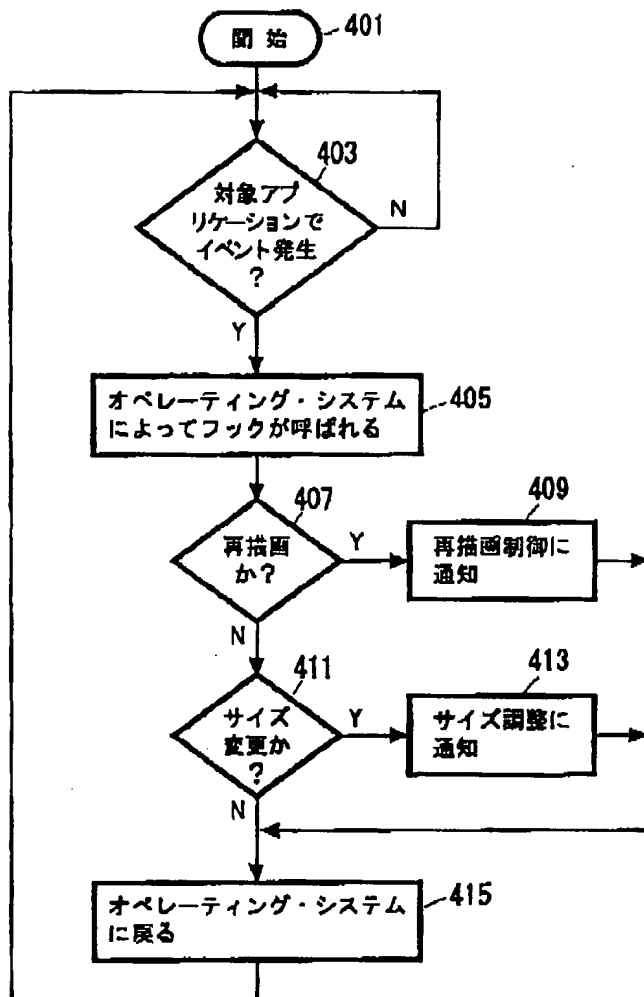 開始
401
403
対象アプ
リケーションで
イベント発生
?
N
Y
オペレーティング・システム
によってフックが呼ばれる
405
407
再描画
か?
Y
409
再描画制御に
通知
N
411
サイズ
変更か
?
Y
413
サイズ調整に
通知
N
オペレーティング・システム
に戻る
415